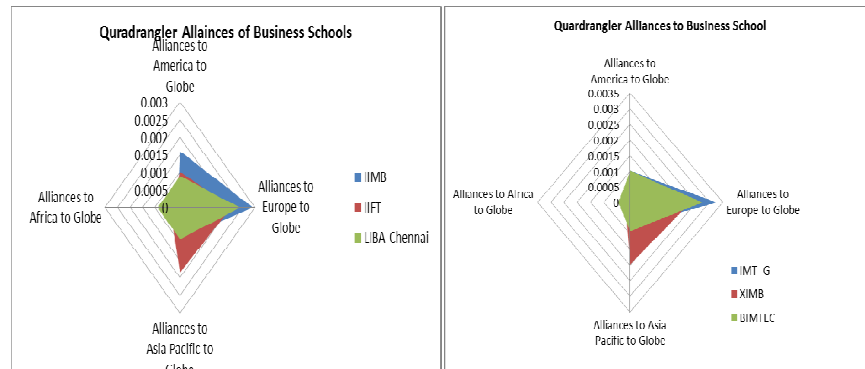 Quradrangler Allainces of Business Schools
Alliances to
America to
Globe
0.003
0.0025
0.002
0.0015
0.001
0.0005
0
Alliances to
Africa to Globe
Alliances to
Europe to
Globe
Alliances to
Asia Pacific to
Globe
IIMB
IIFT
LIBA Chennai
Quardrangler Alliances to Business School
Alliances to
America to Globe
0.0035
0.003
0.0025
0.002
0.0015
0.001
0.0005
0
Alliances to Africa
to Globe
Alliances to
Europe to Globe
Alliances to Asia
Pacific to Globe
IMT G
XIMB
BIMTEC